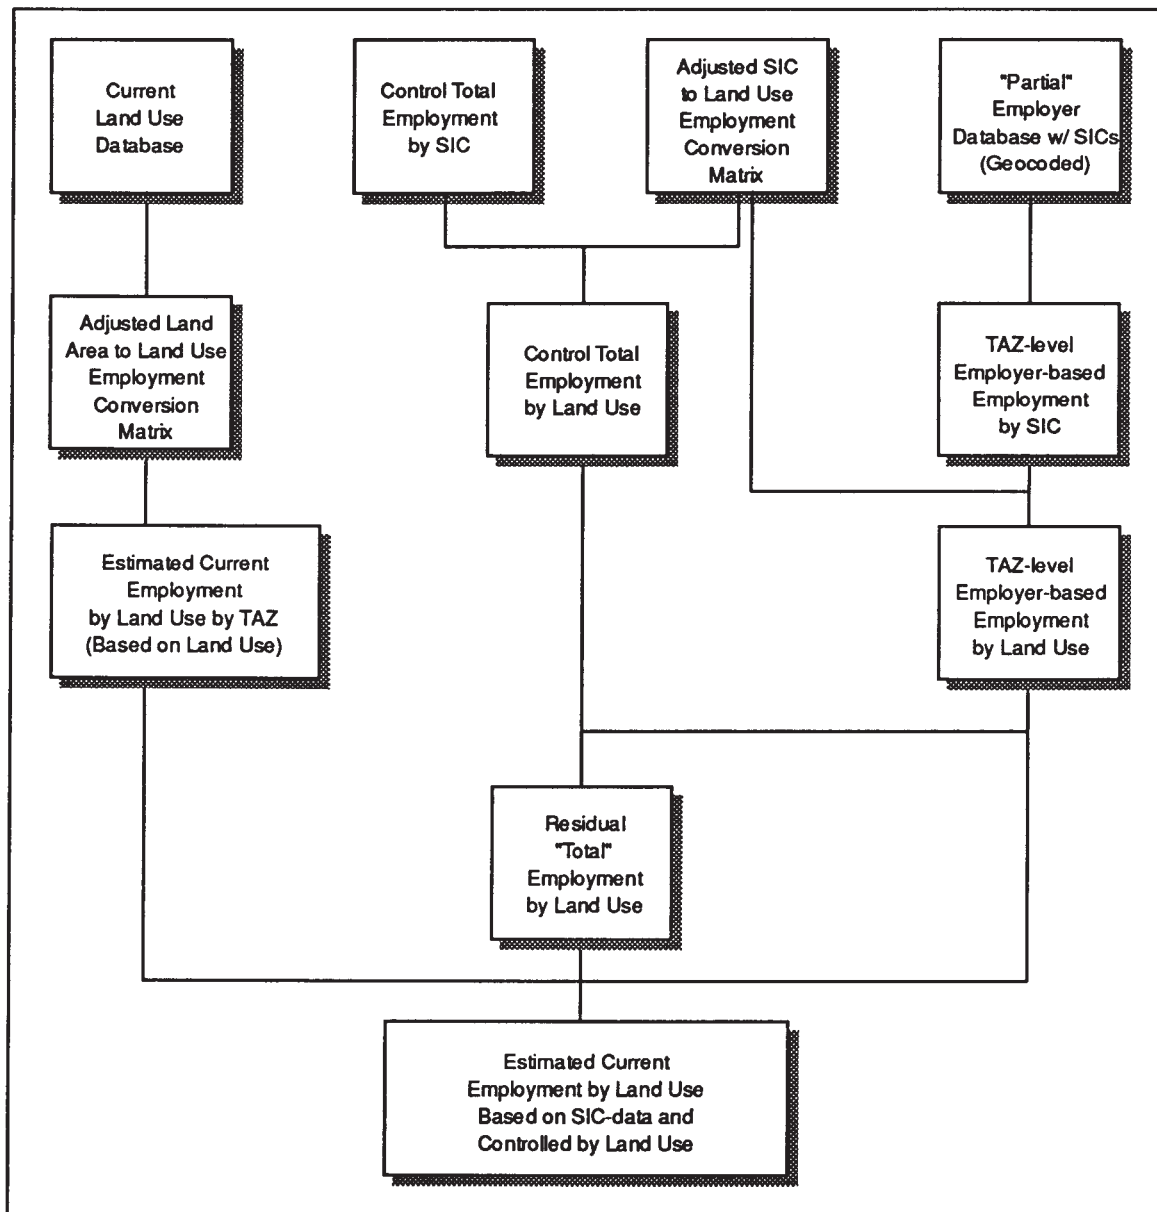 Current
Land Use
Database
Control Total
Employment
by SIC
Adjusted SIC
to Land Use
Employment
Conversion
Matrix
"Partial"
Employer
Database w/ SICs
(Geocoded)
Adjusted Land
Area to Land Use
Employment
Conversion
Matrix
Control Total
Employment
by Land Use
TAZ-level
Employer-based
Employment
by SIC
Estimated Current
Employment
by Land Use by TAZ
(Based on Land Use)
TAZ-level
Employer-based
Employment
by Land Use
Residual
"Total"
Employment
by Land Use
Estimated Current
Employment by Land Use
Based on SIC-data and
Controlled by Land Use